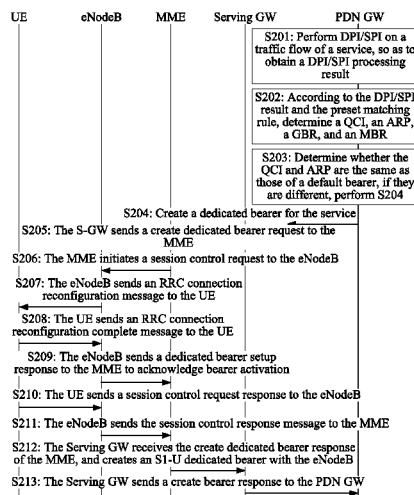 UE eNodeB MME Serving GW PDN GW
S201: Perform DPI/SPI on a
traffic flow of a service, so as to
obtain a DPI/SPI processing
result
S202: According to the DPI/SPI
result and the preset matching
rule, determine a QCI, an ARP,
a GBR, and an MBR
S203: Determine whether the
QCI and ARP are the same as
those of a default bearer, if they
are different, perform S204
S204: Create a dedicated bearer for the service
S205: The S-GW sends a create dedicated bearer request to the
MME
S206: The MME initiates a session control request to the eNodeB
S207: The eNodeB sends an RRC connection
reconfiguration message to the UE
S208: The UE sends an RRC connection
reconfiguration complete message to the UE
S209: The eNodeB sends a dedicated bearer setup
response to the MME to acknowledge bearer activation
S210: The UE sends a session control request response to the eNodeB
S211: The eNodeB sends the session control response message to the MME
S212: The Serving GW receives the create dedicated bearer response
of the MME, and creates an S1-U dedicated bearer with the eNodeB
S213: The Serving GW sends a create bearer response to the PDN GW